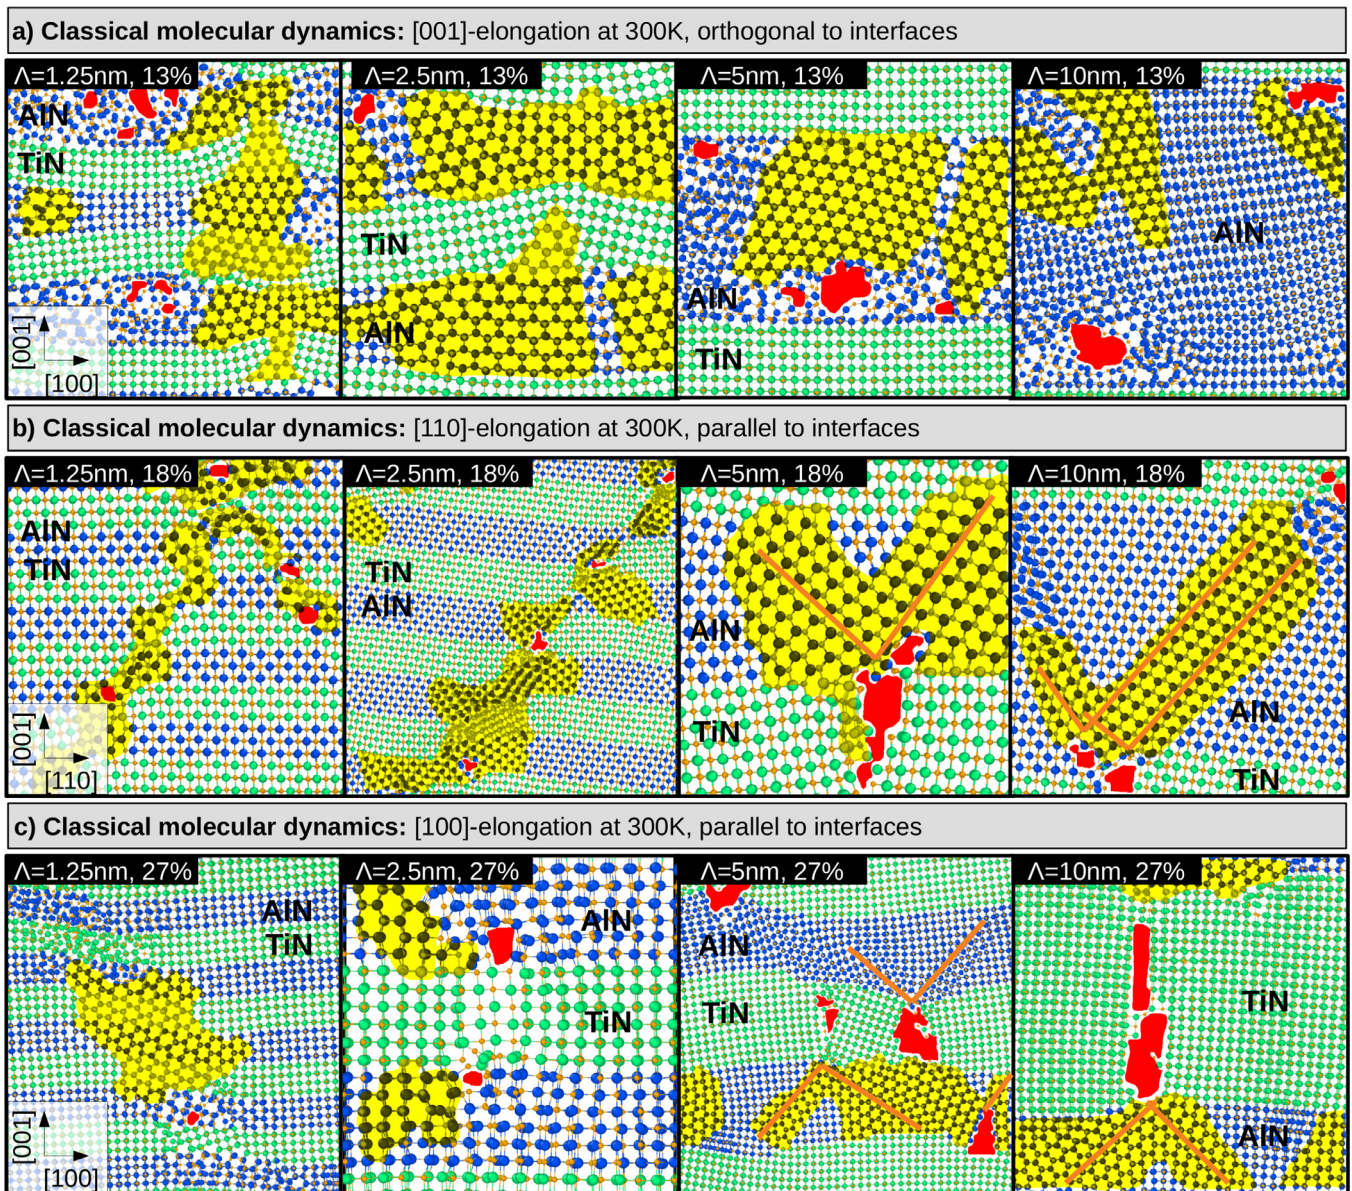 a) Classical molecular dynamics: [001]-elongation at 300K, orthogonal to interfaces
Λ=1.25nm, 13%
Λ=2.5nm, 13%
Λ=5nm, 13%
Λ=10nm, 13%
AlN
TiN
TiN
AlN
AlN
TiN
AlN
[001]
[100]
b) Classical molecular dynamics: [110]-elongation at 300K, parallel to interfaces
Λ=1.25nm, 18%
Λ=2.5nm, 18%
Λ=5nm, 18%
Λ=10nm, 18%
AlN
TiN
TiN
AlN
AlN
TiN
AlN
TiN
[001]
[110]
c) Classical molecular dynamics: [100]-elongation at 300K, parallel to interfaces
Λ=1.25nm, 27%
Λ=2.5nm, 27%
Λ=5nm, 27%
Λ=10nm, 27%
AlN
TiN
AlN
TiN
AlN
TiN
TiN
AlN
[001]
[100]